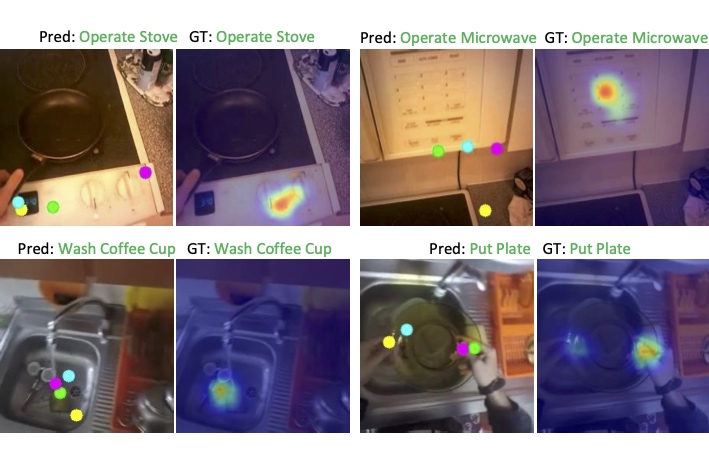 Pred: Operate Stove GT: Operate Stove
Pred: Operate Microwave GT: Operate Microwave
Pred: Wash Coffee Cup GT: Wash Coffee Cup
Pred: Put Plate GT: Put Plate